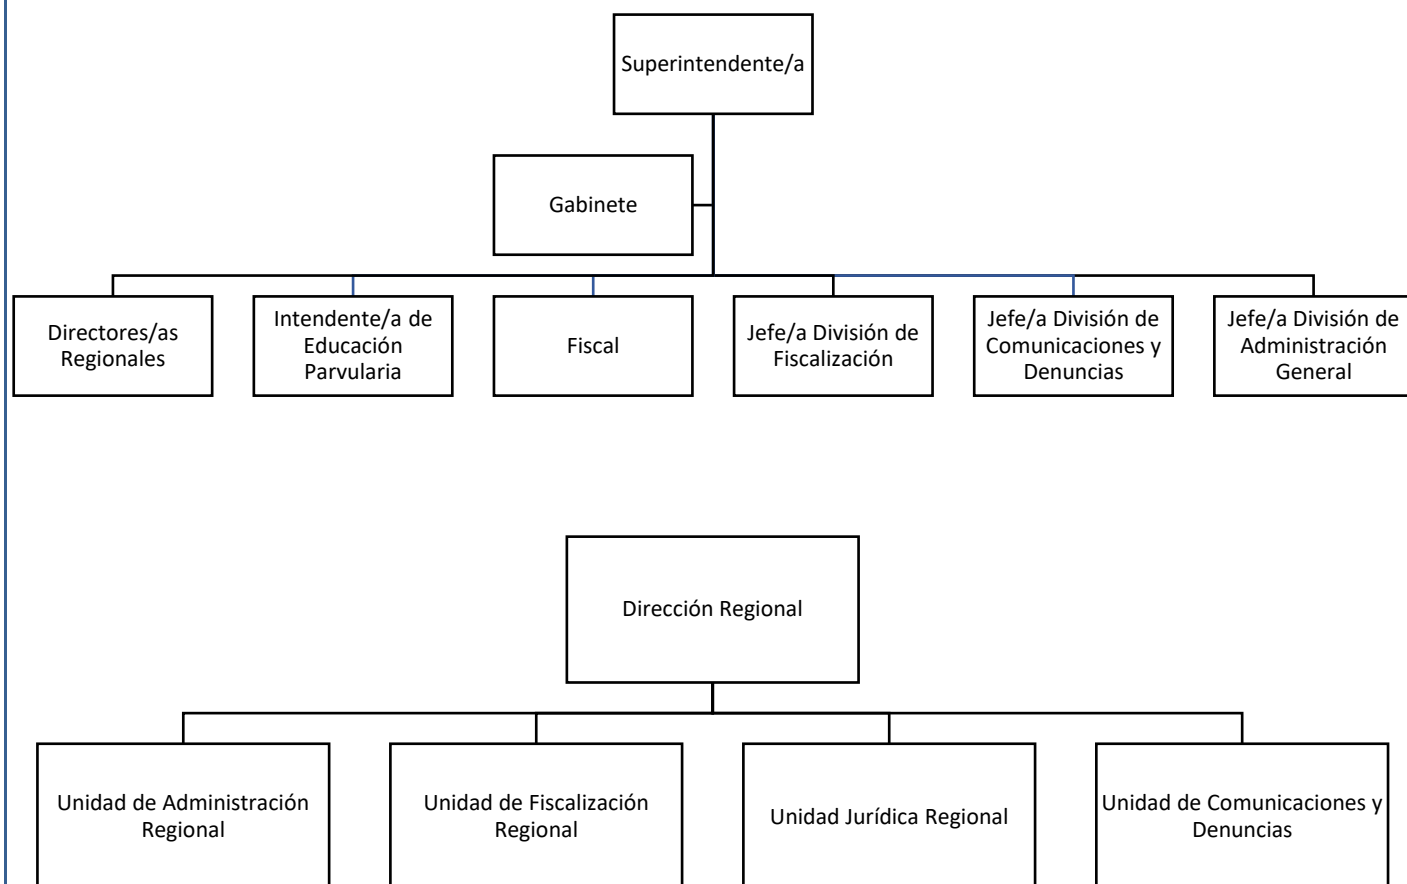 Superintendente/a
Gabinete
Directores/as
Regionales
Intendente/a de
Educación
Parvularia
Fiscal
Jefe/a División de
Fiscalización
Jefe/a División de
Comunicaciones y
Denuncias
Jefe/a División de
Administración
General
Dirección Regional
Unidad de Administración
Regional
Unidad de Fiscalización
Regional
Unidad Jurídica Regional
Unidad de Comunicaciones y
Denuncias